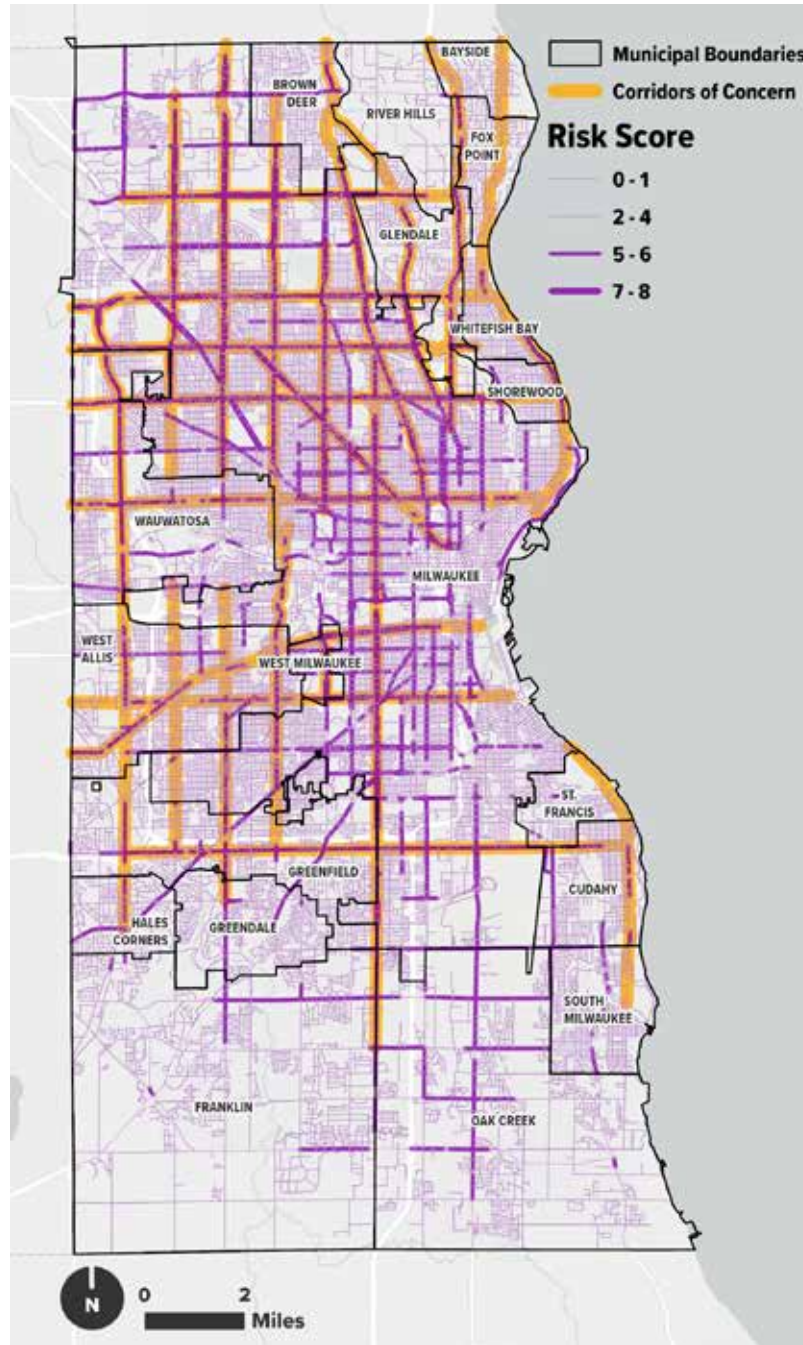 Municipal Boundaries
Corridors of Concern
Risk Score
0 - 1
2 - 4
5 - 6
7 - 8
BAYSIDE
BROWN
DEER
RIVER HILLS
FOX
POINT
GLENDALE
WHITEFISH BAY
SHOREWOOD
WAUWATOSA
MILWAUKEE
WEST
ALLIS
WEST MILWAUKEE
ST.
FRANCIS
GREENFIELD
CUDAHY
HALES
CORNERS
GREENDALE
SOUTH
MILWAUKEE
FRANKLIN
OAK CREEK
N
0 2
Miles